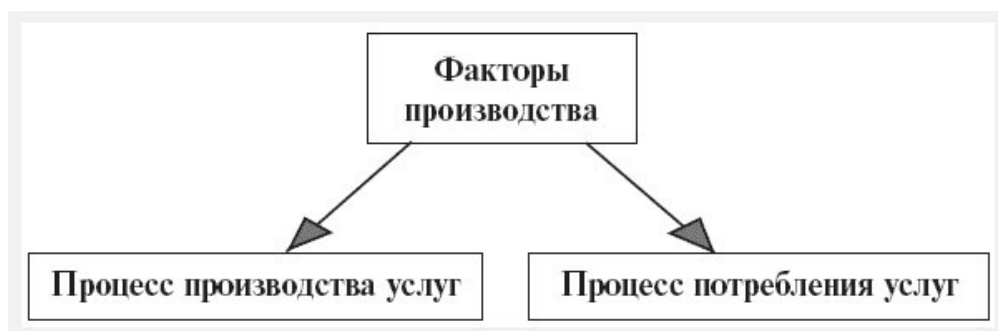 Факторы
производства
Процесс производства услуг
Процесс потребления услуг